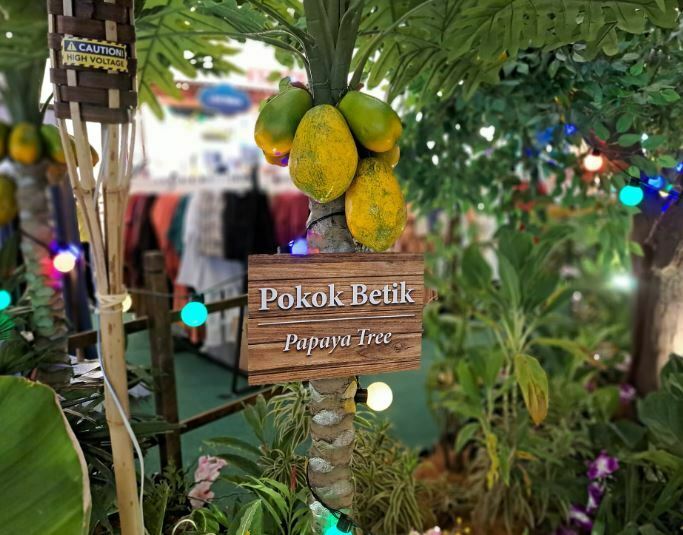 CAUTION!
HIGH VOLTAGE
Pokok Betik
Papaya Tree